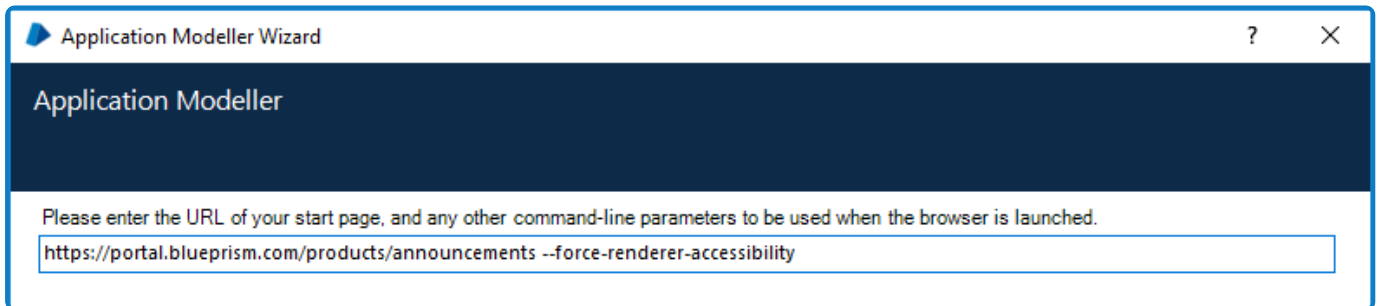 Application Modeller Wizard ?
Application Modeller
Please enter the URL of your start page, and any other command-line parameters to be used when the browser is launched.
https://portal.blueprism.com/products/announcements --force-renderer-accessibility